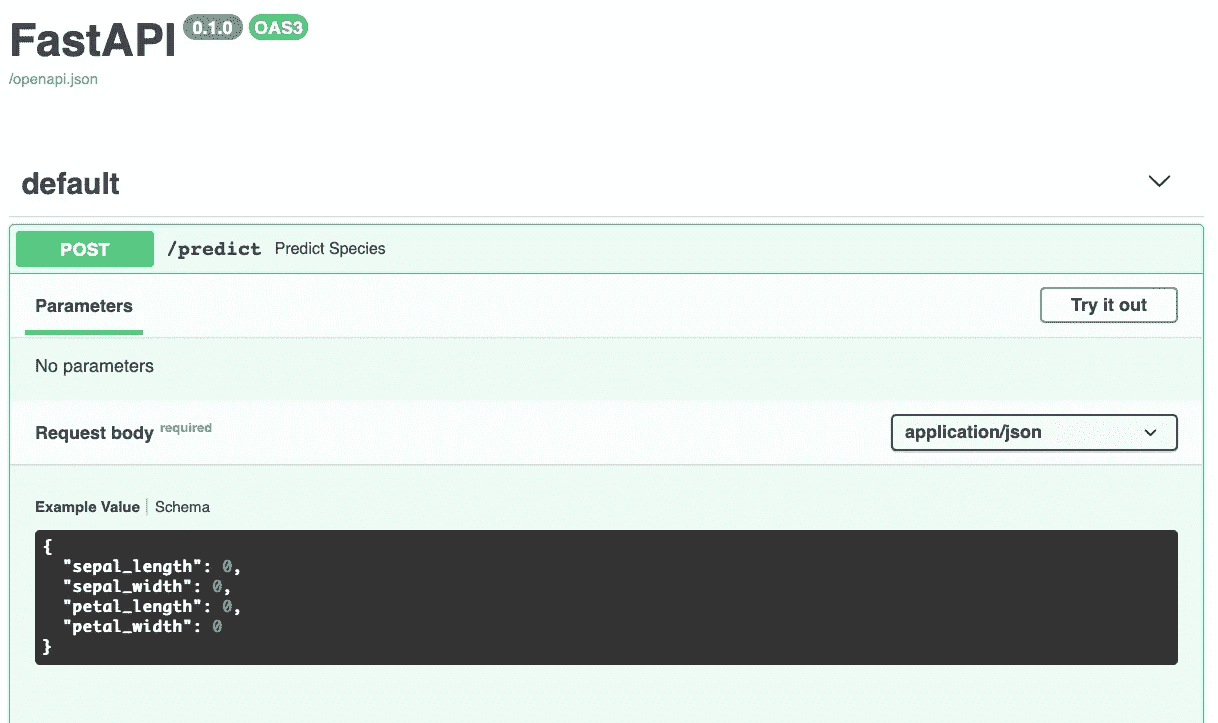 FastAPI 0.1.0 OAS3
/openapi.json
default
POST /predict Predict Species
Parameters Try it out
No parameters
Request body required application/json
Example Value Schema
{
"sepal_length": 0,
"sepal_width": 0,
"petal_length": 0,
"petal_width": 0
}